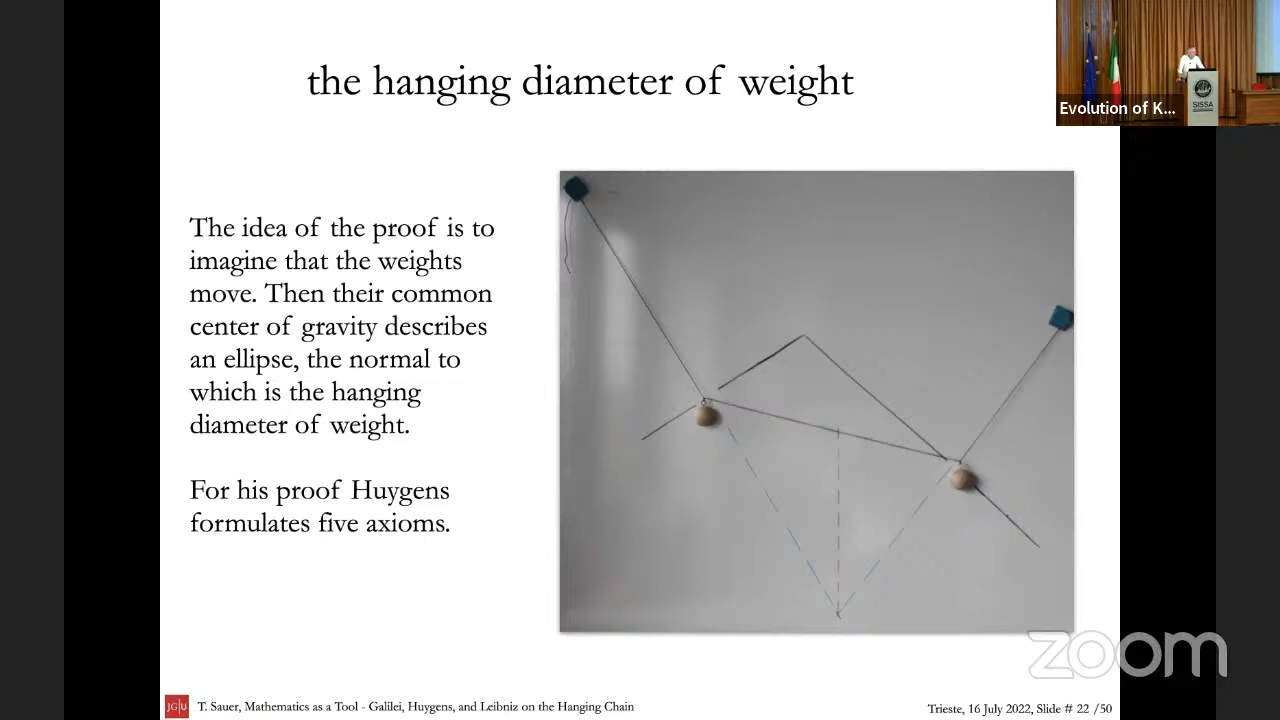 the hanging diameter of weight
Evolution of K...
SISSA
The idea of the proof is to
imagine that the weights
move. Then their common
center of gravity describes
an ellipse, the normal to
which is the hanging
diameter of weight.
For his proof Huygens
formulates five axioms.
zoom
JG|U
T. Sauer, Mathematics as a Tool - Galilei, Huygens, and Leibniz on the Hanging Chain
Trieste, 16 July 2022, Slide # 22 /50